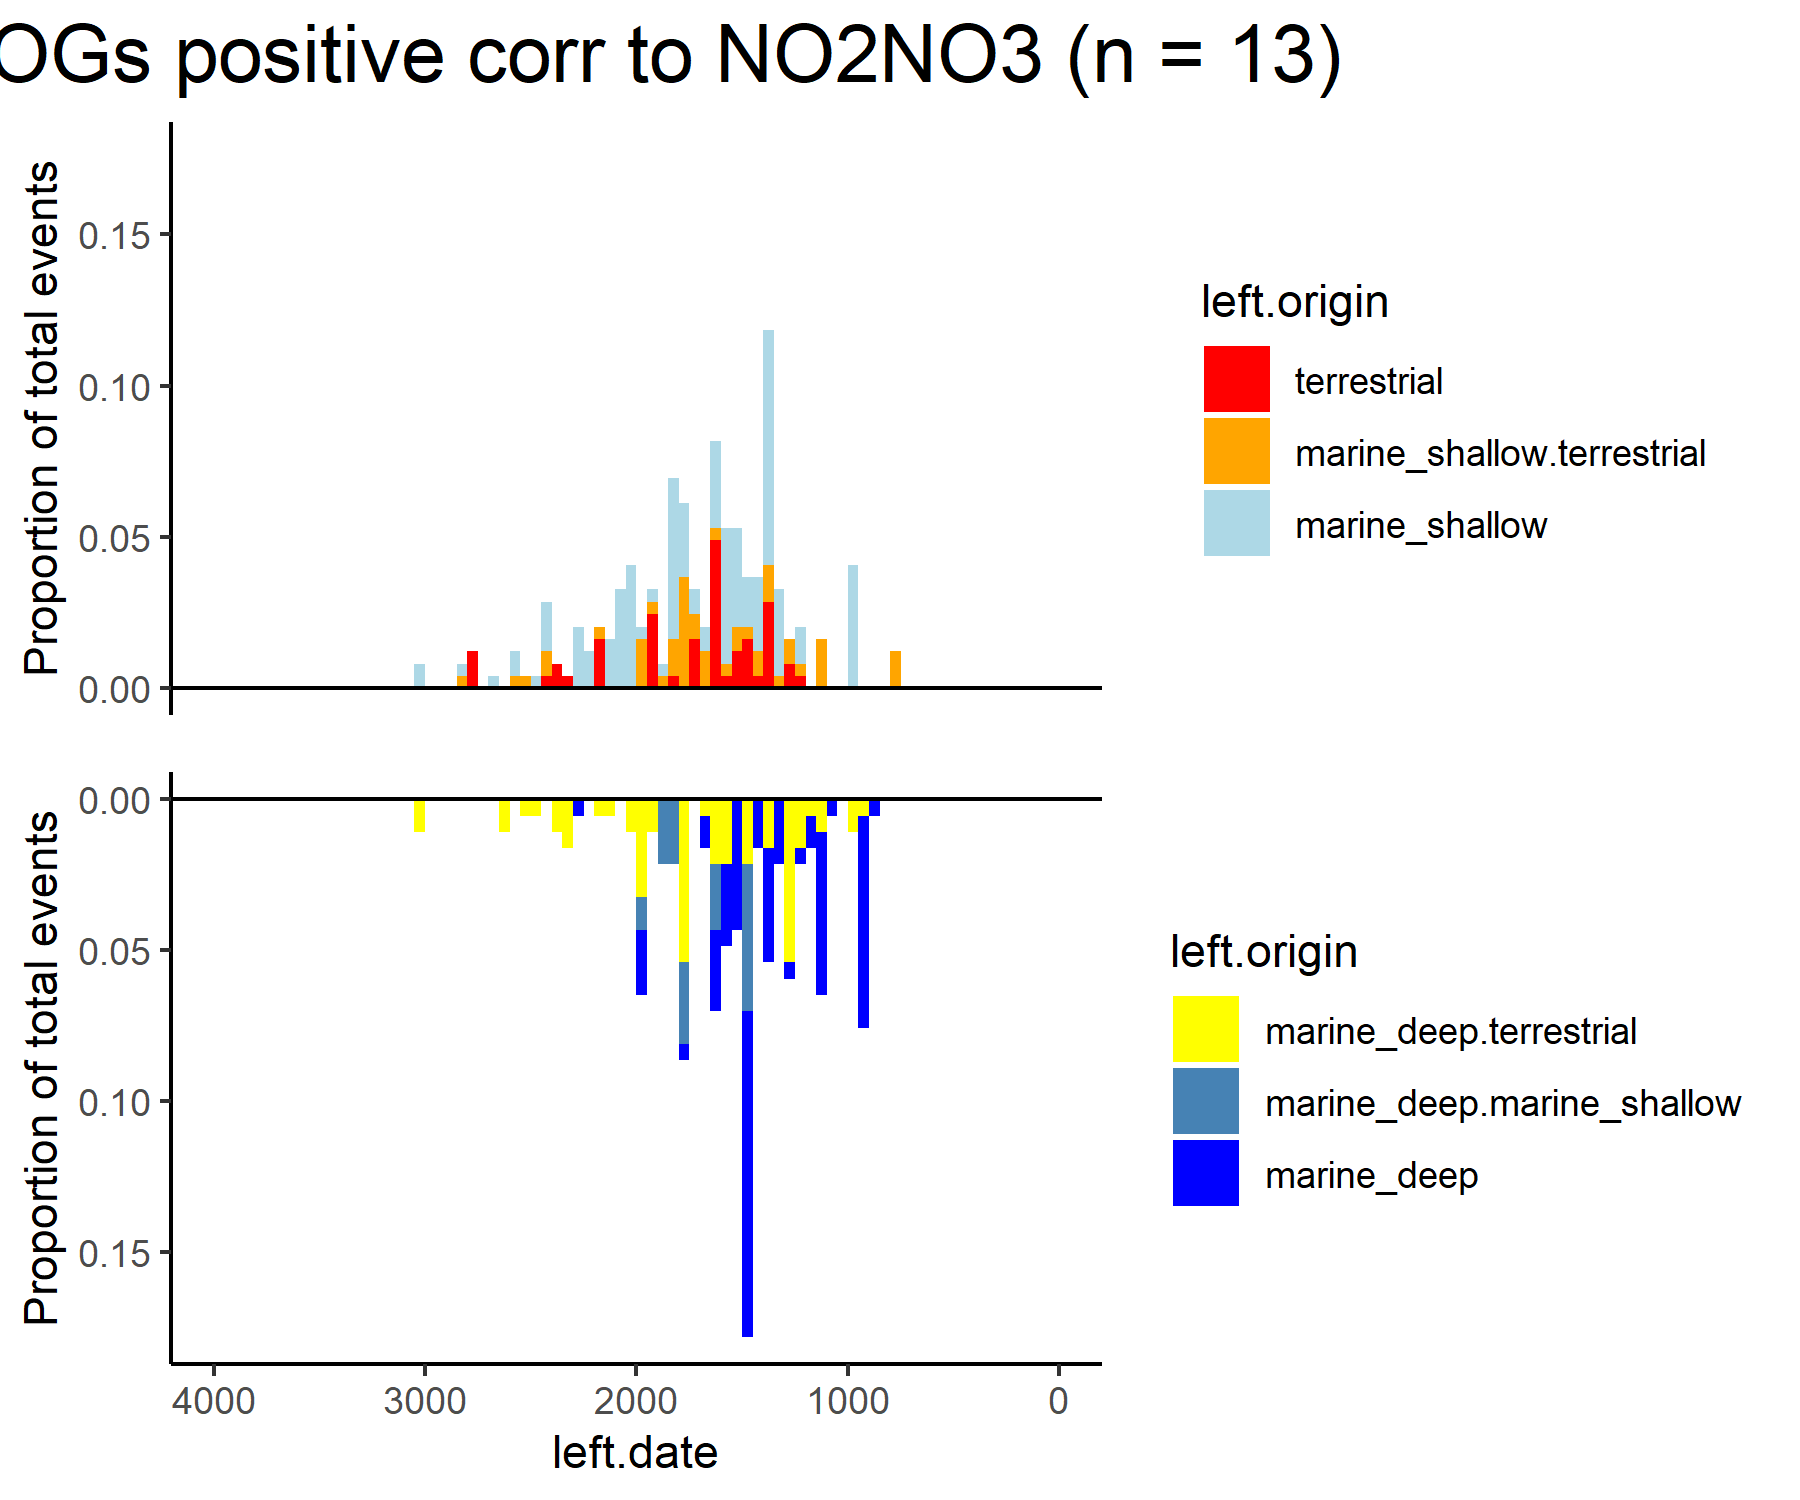 OGs positive corr to NO2NO3 (n = 13)
Proportion of total events
0.15
0.10
0.05
0.00
left.origin
terrestrial
marine_shallow.terrestrial
marine_shallow
Proportion of total events
0.00
0.05
0.10
0.15
left.origin
marine_deep.terrestrial
marine_deep.marine_shallow
marine_deep
4000 3000 2000 1000 0
left.date